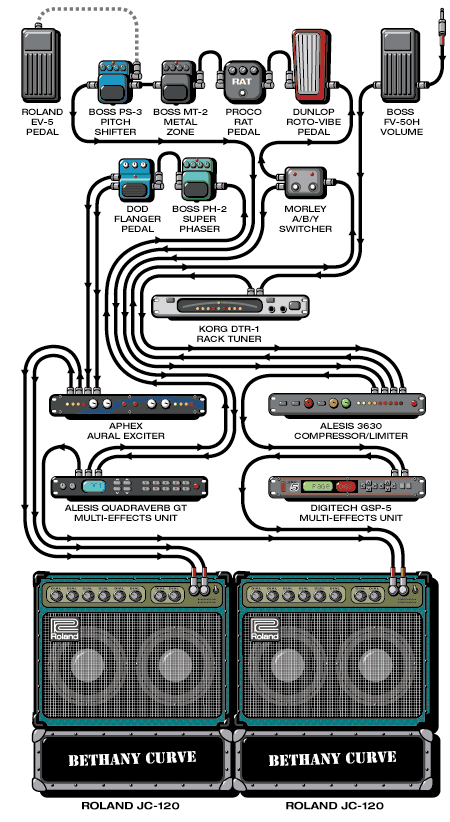 ROLAND
EV-5
PEDAL
BOSS PS-3
PITCH
SHIFTER
BOSS MT-2
METAL
ZONE
RAT
PROCO
RAT
PEDAL
DUNLOP
ROTO-VIBE
PEDAL
BOSS
FV-50H
VOLUME
DOD
FLANGER
PEDAL
BOSS PH-2
SUPER
PHASER
MORLEY
A/B/Y
SWITCHER
KORG DTR-1
RACK TUNER
APHEX
AURAL EXCITER
ALESIS 3630
COMPRESSOR/LIMITER
ALESIS QUADRAVERB GT
MULTI-EFFECTS UNIT
DIGITECH GSP-5
MULTI-EFFECTS UNIT
Roland
Roland
BETHANY CURVE
BETHANY CURVE
ROLAND JC-120
ROLAND JC-120